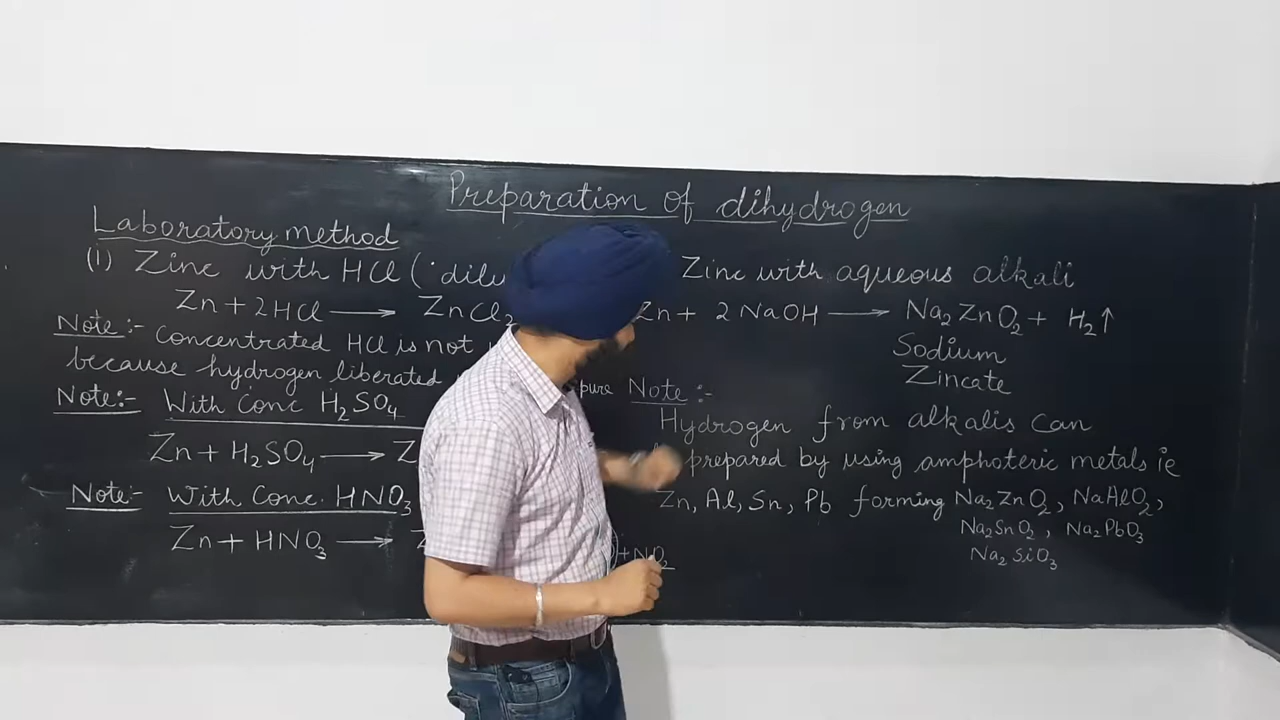 Preparation of dihydrogen
Laboratory method
(1) Zinc with HCl (dilu
Zn + 2HCl ⟶ ZnCl2
Note:- Concentrated HCl is not
because hydrogen liberated pure
Note:- With Conc H2SO4
Zn + H2SO4 ⟶ Z
Note:- With Conc. HNO3
Zn + HNO3 ⟶
+ NO2
Zinc with aqueous alkali
Zn + 2NaOH ⟶ Na2ZnO2 + H2↑
Sodium
Zincate
Note:-
Hydrogen from alkalis can
prepared by using amphoteric metals ie
Zn, Al, Sn, Pb forming Na2ZnO2, NaAlO2,
Na2SnO2, Na2PbO3
Na2SiO3